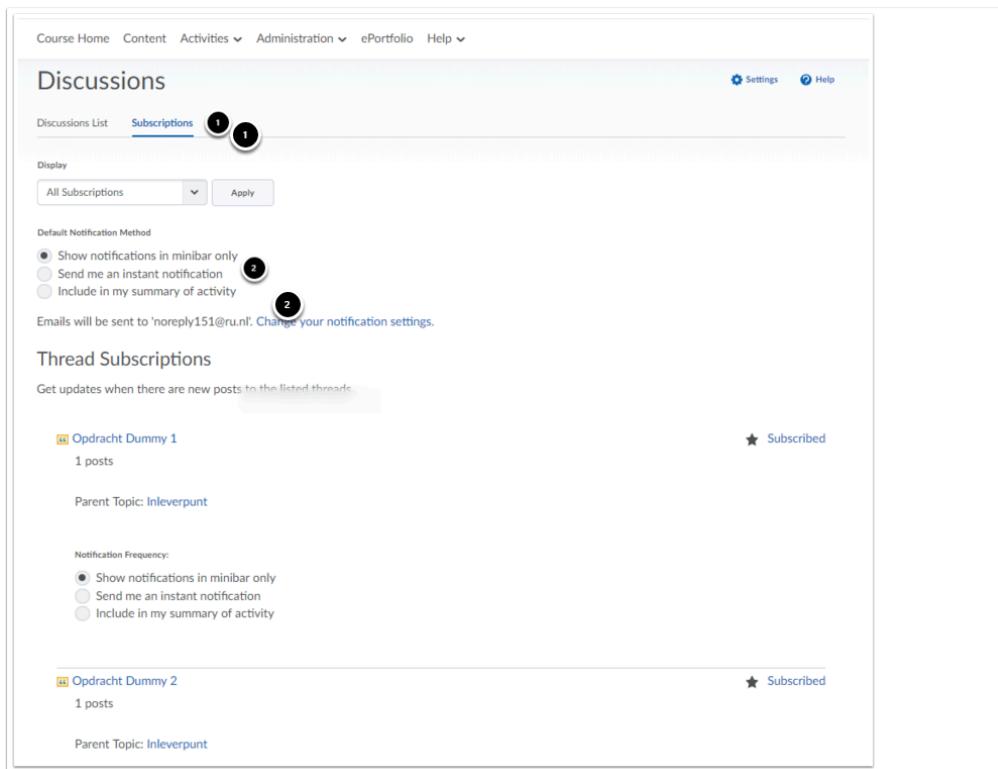 Course Home Content Activities Administration ePortfolio Help
Discussions
Settings Help
Discussions List Subscriptions 1 1
Display
All Subscriptions Apply
Default Notification Method
Show notifications in minibar only
Send me an instant notification 2
Include in my summary of activity
2
Emails will be sent to 'noreply151@ru.nl'. Change your notification settings.
Thread Subscriptions
Get updates when there are new posts to the listed threads.
Opdracht Dummy 1 Subscribed
1 posts
Parent Topic: Inleverpunt
Notification Frequency:
Show notifications in minibar only
Send me an instant notification
Include in my summary of activity
Opdracht Dummy 2 Subscribed
1 posts
Parent Topic: Inleverpunt